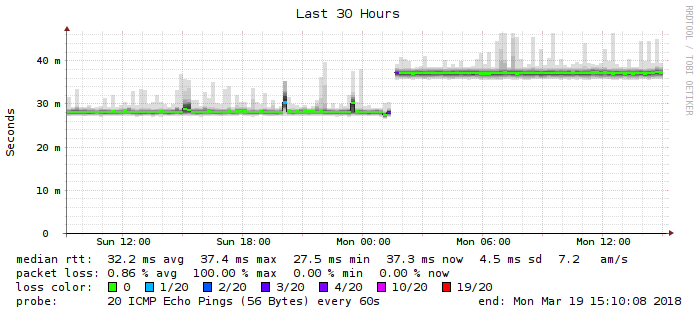 Last 30 Hours
RRDTOOL / TOBI OETIKER
Seconds
40 m
30 m
20 m
10 m
0
Sun 12:00 Sun 18:00 Mon 00:00 Mon 06:00 Mon 12:00
median rtt: 32.2 ms avg 37.4 ms max 27.5 ms min 37.3 ms now 4.5 ms sd 7.2 am/s
packet loss: 0.86 % avg 100.00 % max 0.00 % min 0.00 % now
loss color: 0 1/20 2/20 3/20 4/20 10/20 19/20
probe: 20 ICMP Echo Pings (56 Bytes) every 60s end: Mon Mar 19 15:10:08 2018